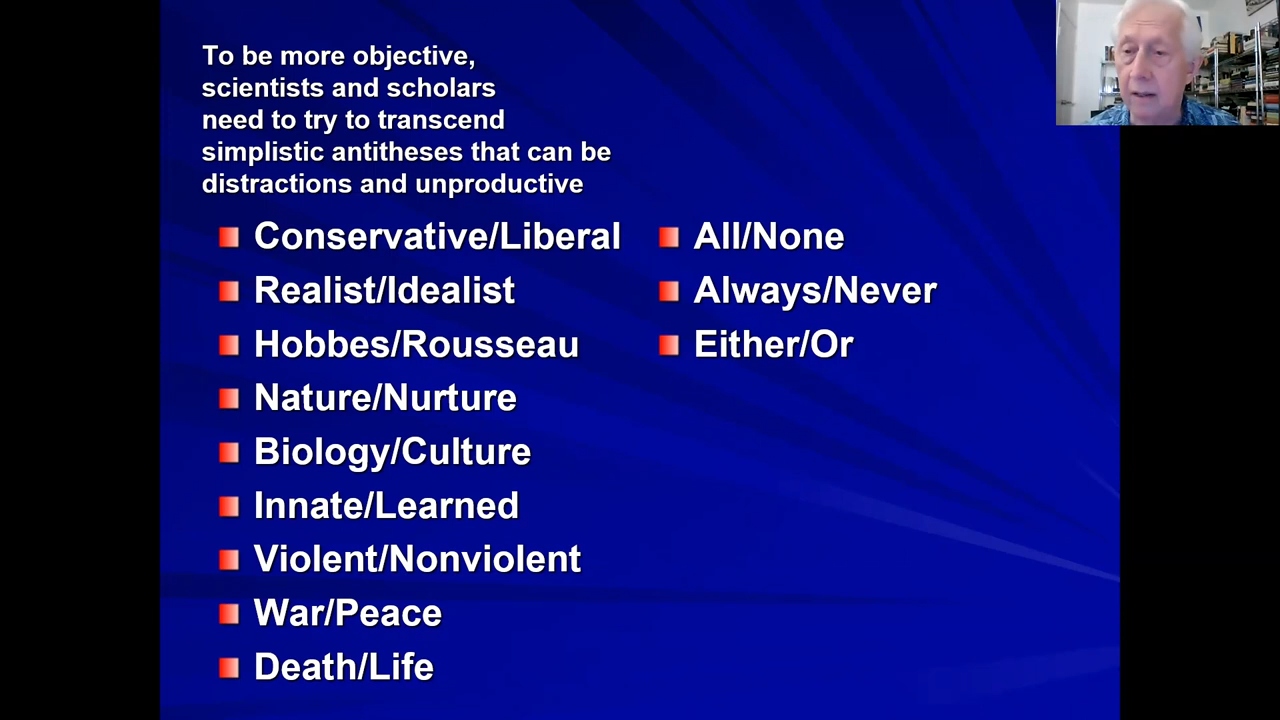 To be more objective,
scientists and scholars
need to try to transcend
simplistic antitheses that can be
distractions and unproductive
Conservative/Liberal
Realist/Idealist
Hobbes/Rousseau
Nature/Nurture
Biology/Culture
Innate/Learned
Violent/Nonviolent
War/Peace
Death/Life
All/None
Always/Never
Either/Or